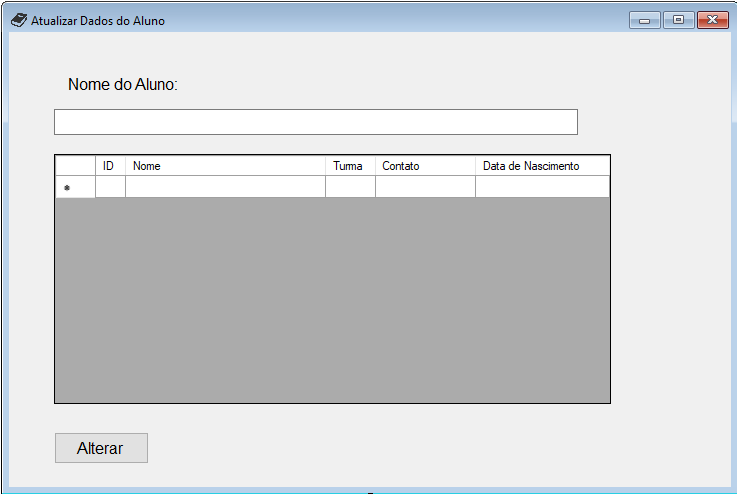 Atualizar Dados do Aluno
Nome do Aluno:
ID Nome Turma Contato Data de Nascimento
Alterar